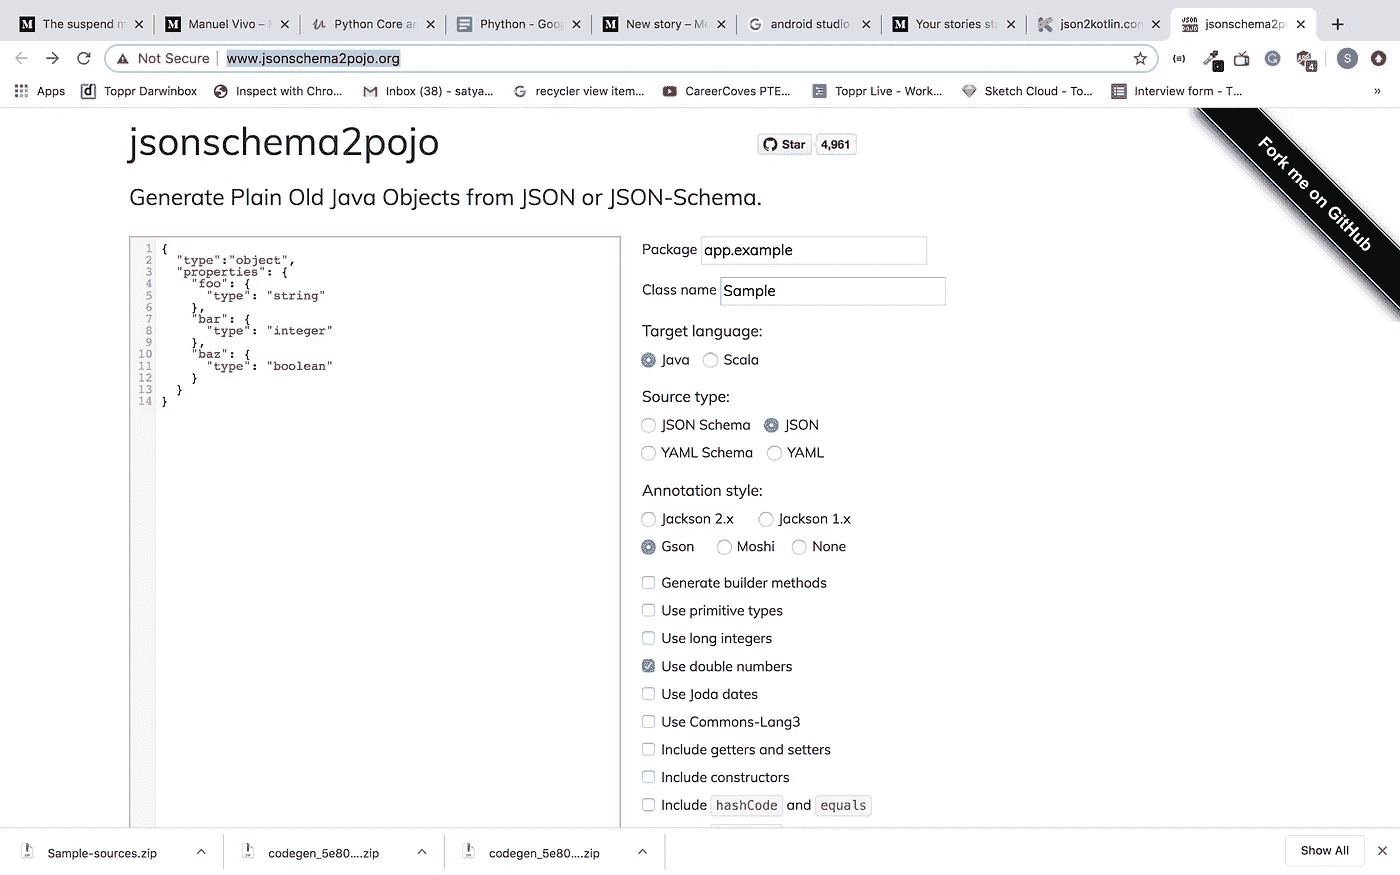 The suspend m
Manuel Vivo –
Python Core a
Phython - Goo
New story – M
android studio
Your stories st
json2kotlin.con
jsonschema2p
Not Secure
www.jsonschema2pojo.org
4
S
Apps
Toppr Darwinbox
Inspect with Chro...
Inbox (38) - satya...
recycler view item...
CareerCoves PTE...
Toppr Live - Work...
Sketch Cloud - To...
Interview form - T...
»
jsonschema2pojo
Star
4,961
Fork me on GitHub
Generate Plain Old Java Objects from JSON or JSON-Schema.
1 {
2 "type":"object",
3 "properties": {
4 "foo": {
5 "type": "string"
6 },
7 "bar": {
8 "type": "integer"
9 },
10 "baz": {
11 "type": "boolean"
12 }
13 }
14 }
Package app.example
Class name Sample
Target language:
Java Scala
Source type:
JSON Schema JSON
YAML Schema YAML
Annotation style:
Jackson 2.x Jackson 1.x
Gson Moshi None
Generate builder methods
Use primitive types
Use long integers
Use double numbers
Use Joda dates
Use Commons-Lang3
Include getters and setters
Include constructors
Include hashCode and equals
Sample-sources.zip
codegen_5e80....zip
codegen_5e80....zip
Show All